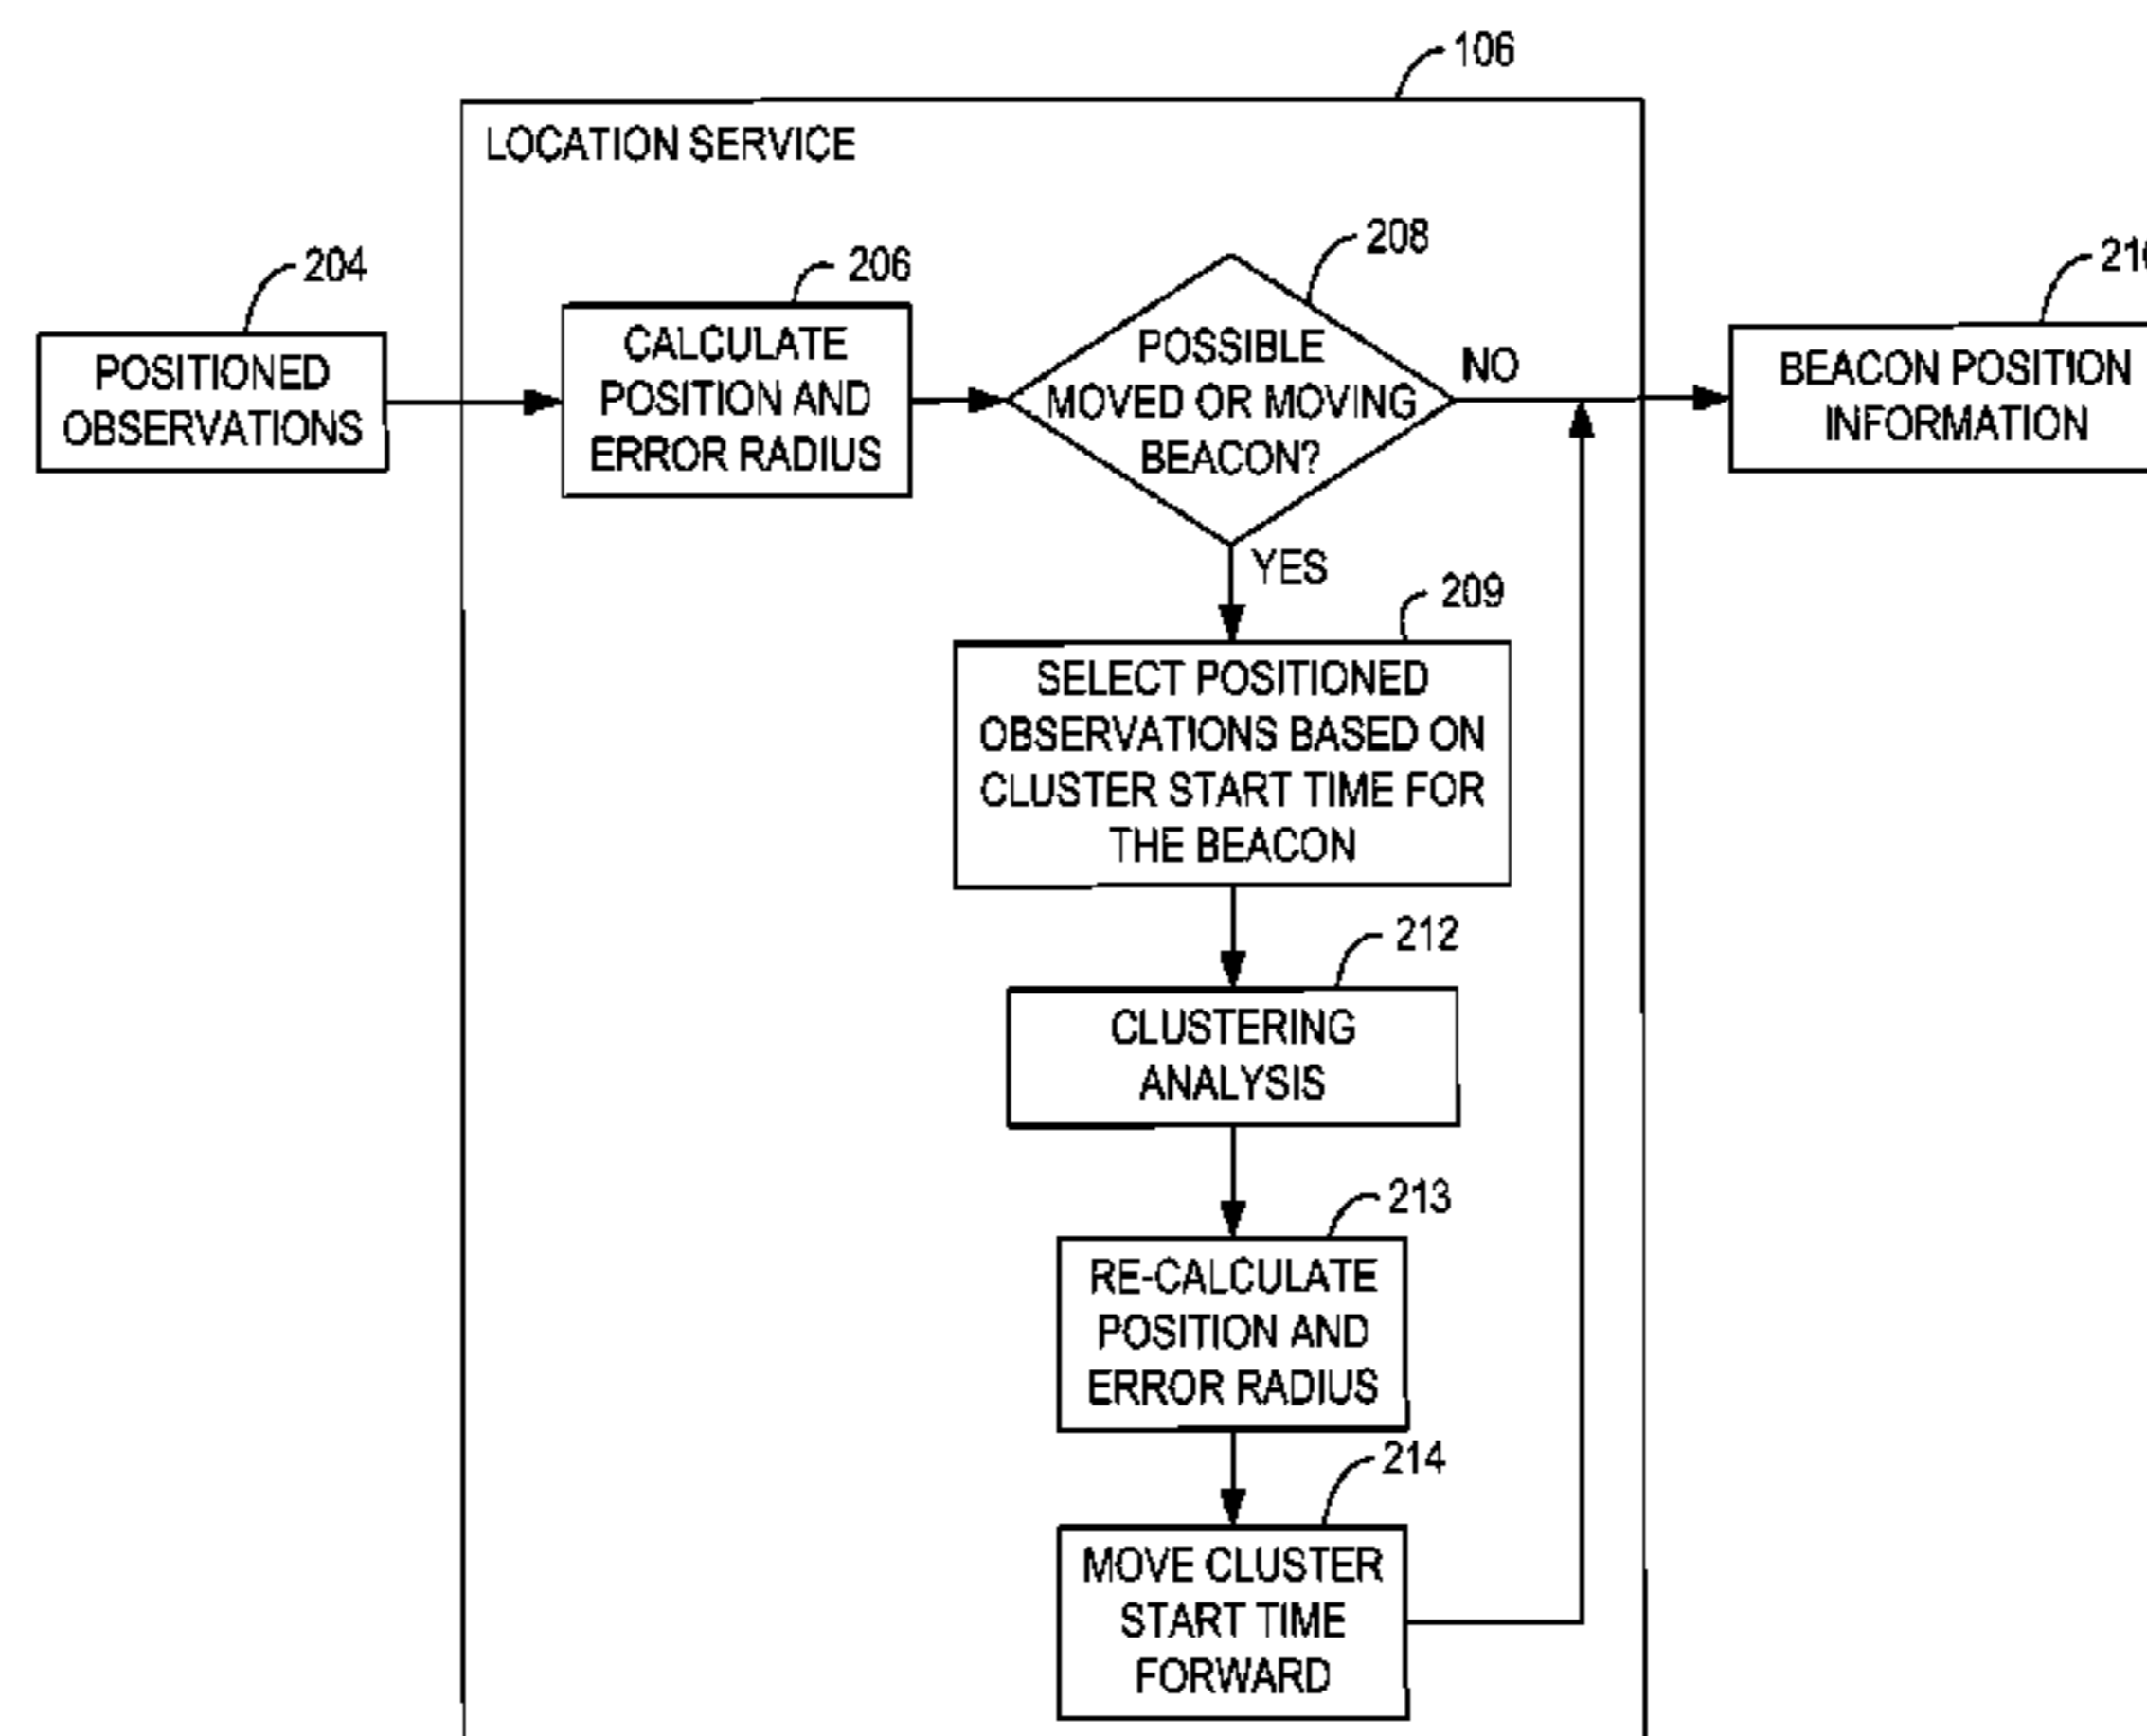 106
LOCATION SERVICE
204
206
208
POSITIONED
OBSERVATIONS
CALCULATE
POSITION AND
ERROR RADIUS
POSSIBLE
MOVED OR MOVING
BEACON?
NO
BEACON POSITION
INFORMATION
YES
209
SELECT POSITIONED
OBSERVATIONS BASED ON
CLUSTER START TIME FOR
THE BEACON
212
CLUSTERING
ANALYSIS
213
RE-CALCULATE
POSITION AND
ERROR RADIUS
214
MOVE CLUSTER
START TIME
FORWARD